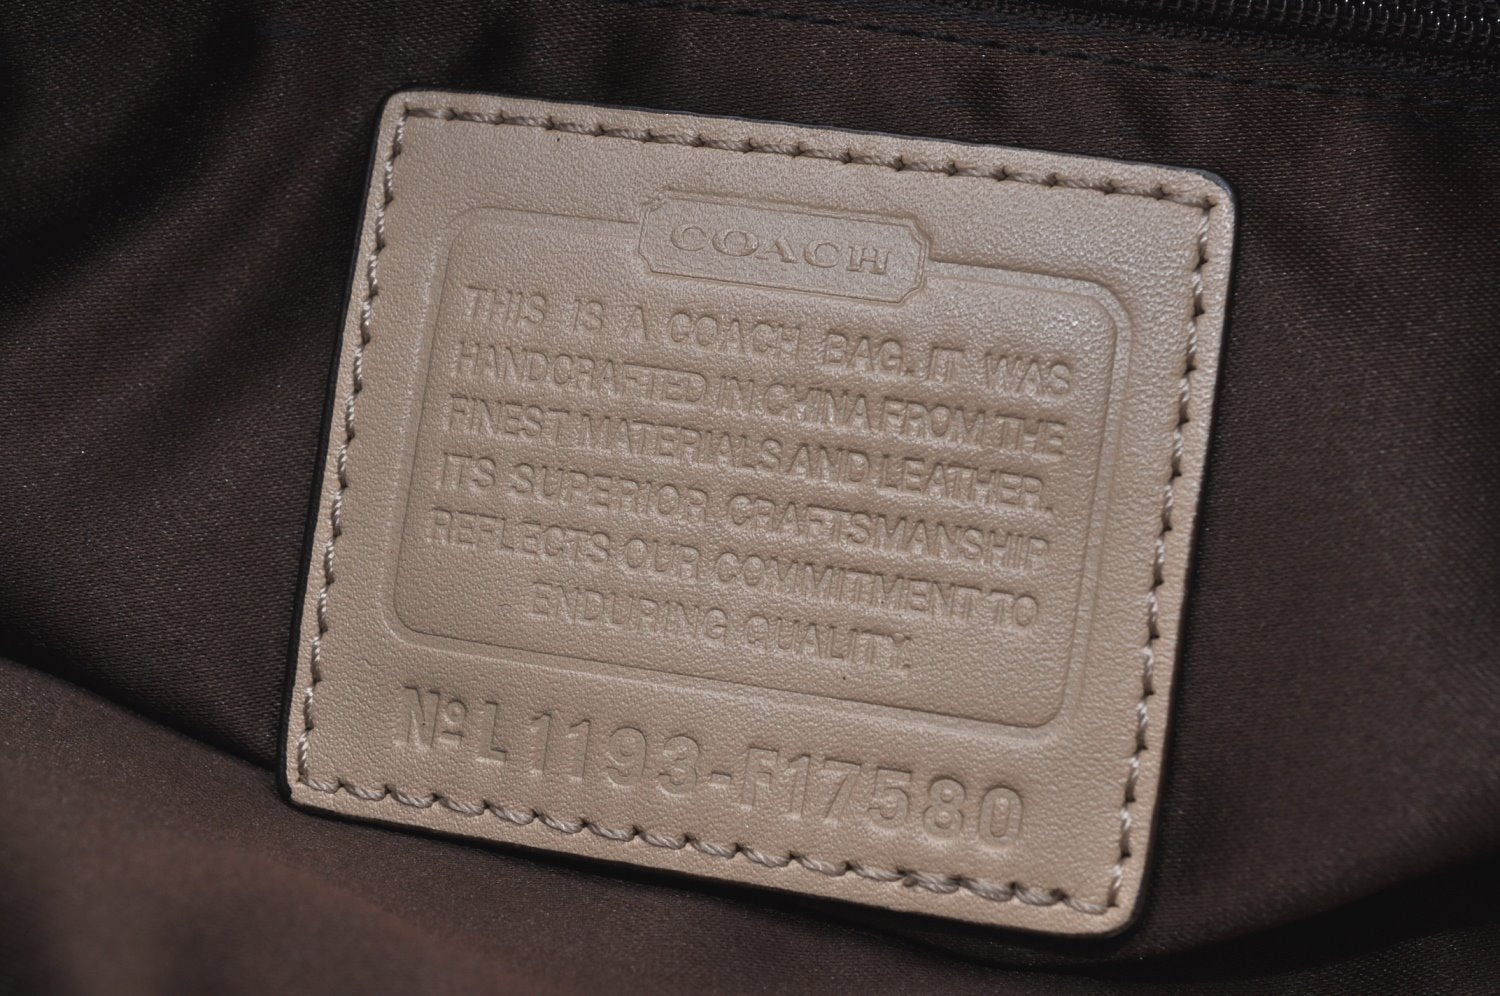 COACH
THIS IS A COACH BAG. IT WAS
HANDCRAFTED IN CHINA FROM THE
FINEST MATERIALS AND LEATHER.
ITS SUPERIOR CRAFTSMANSHIP
REFLECTS OUR COMMITMENT TO
ENDURING QUALITY.
Nº L1193-F17580